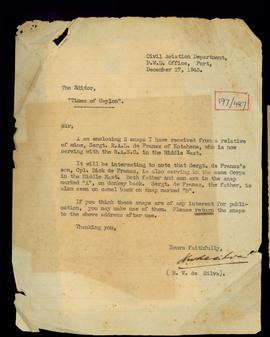 Civil Aviation Department,
P.W.D. Office, Fort,
December 17, 1943.
The Editor,
"Times of Ceylon".
197/487
Sir,
I am enclosing 2 snaps I have received from a relative
of mine, Sergt. R.A.L. de Fransz of Kotahena, who is now
serving with the R.A.S.C. in the Middle East.
It will be interesting to note that Sergt. de Fransz's
son, Cpl. Dick de Fransz, is also serving in the same Corps
in the Middle East. Both father and son are in the snap
marked "A", on donkey back. Sergt. de Fransz, the father, is
also seen on camel back on snap marked "B".
If you think these snaps are of any interest for publi-
cation, you may make use of them. Please return the snaps
to the above address after use.
Thanking you,
Yours faithfully,
( W. de Silva).